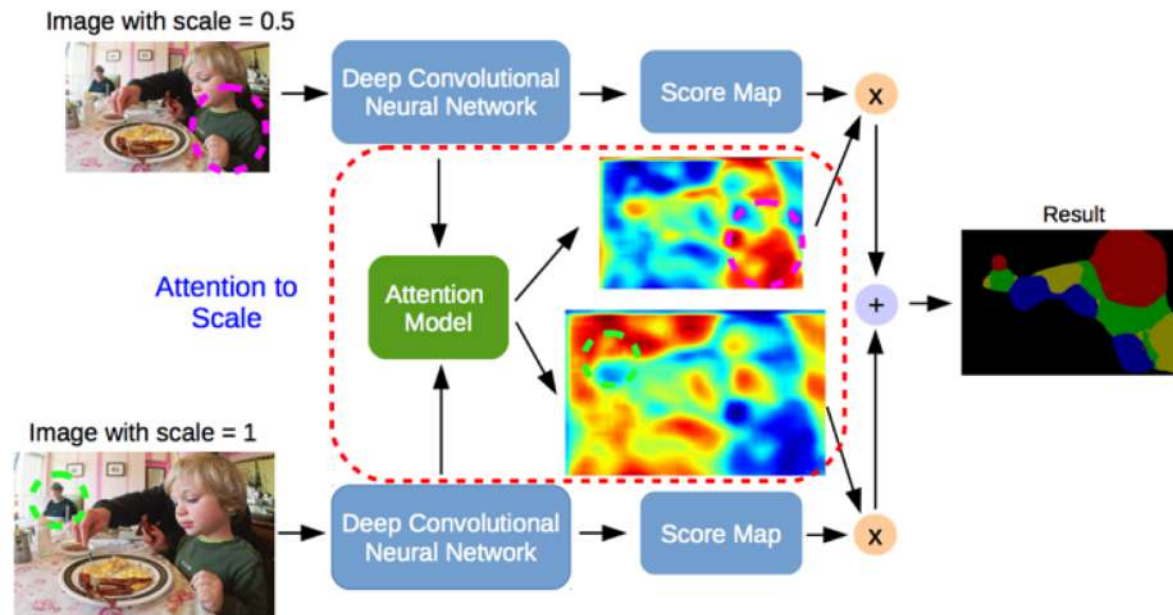 Image with scale = 0.5
Deep Convolutional
Neural Network
Score Map
x
Result
Attention to
Scale
Attention
Model
+
Image with scale = 1
Deep Convolutional
Neural Network
Score Map
x